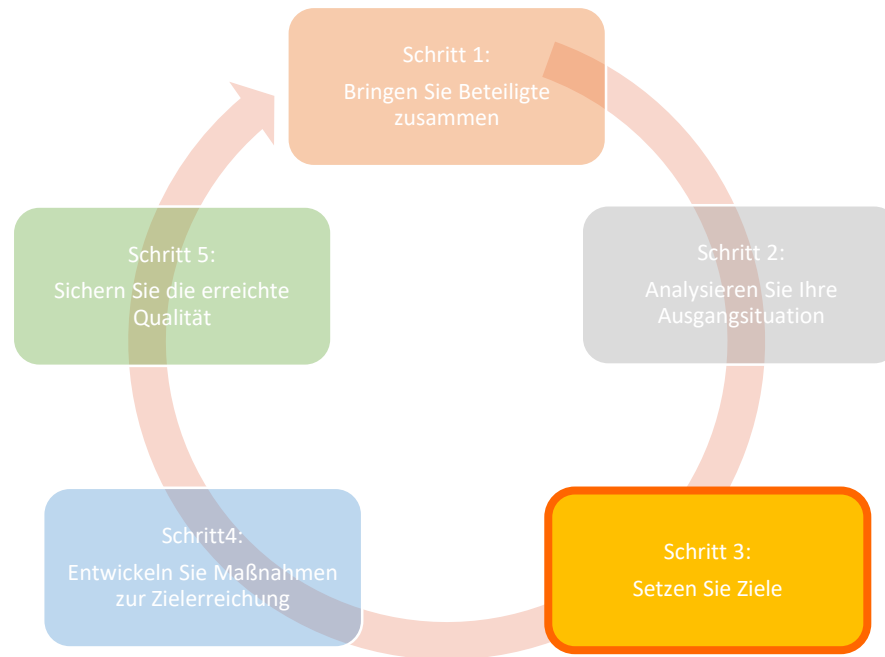 Schritt 1:
Bringen Sie Beteiligte
zusammen
Schritt 2:
Analysieren Sie Ihre
Ausgangsituation
Schritt 3:
Setzen Sie Ziele
Schritt4:
Entwickeln Sie Maßnahmen
zur Zielerreichung
Schritt 5:
Sichern Sie die erreichte
Qualität